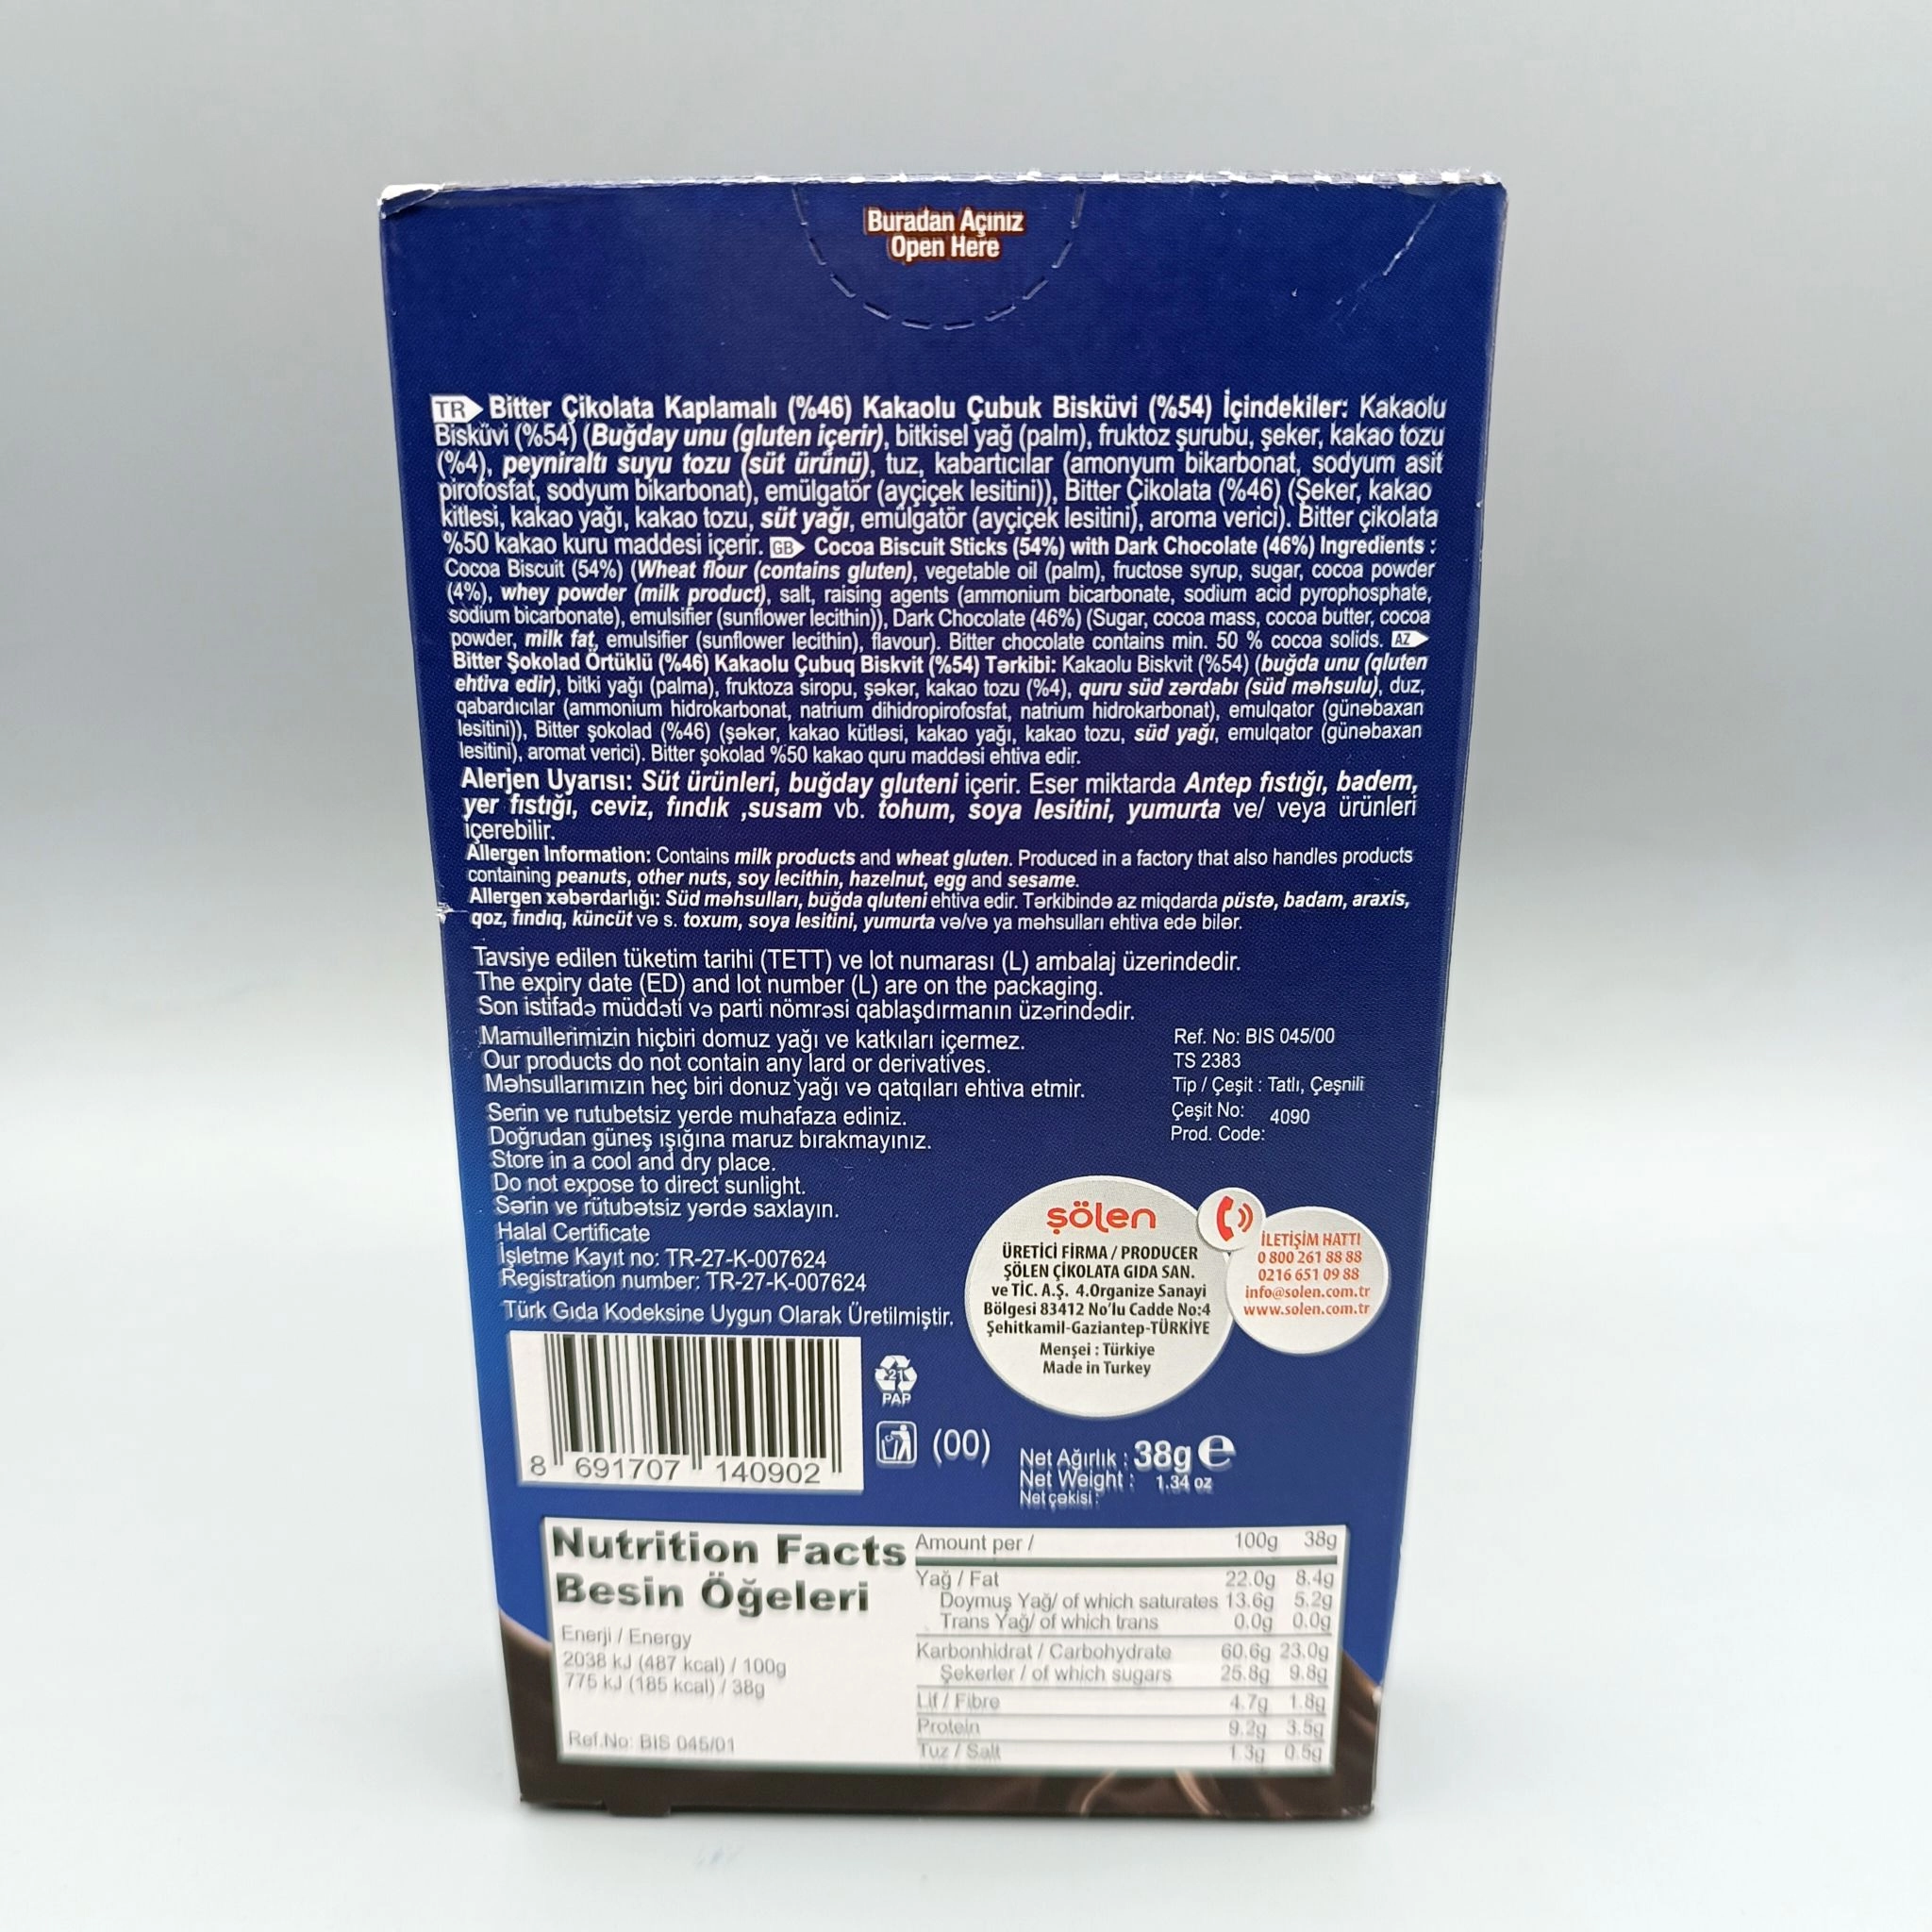 Buradan Açınız
Open Here
TR Bitter Çikolata Kaplamalı (%46) Kakaolu Çubuk Bisküvi (%54) İçindekiler: Kakaolu
Bisküvi (%54) (Buğday unu (gluten içerir), bitkisel yağ (palm), fruktoz şurubu, şeker, kakao tozu
(%4), peyniraltı suyu tozu (süt ürünü), tuz, kabartıcılar (amonyum bikarbonat, sodyum asit
pirofosfat, sodyum bikarbonat), emülgatör (ayçiçek lesitini)), Bitter Çikolata (%46) (Şeker, kakao
kitlesi, kakao yağı, kakao tozu, süt yağı, emülgatör (ayçiçek lesitini), aroma verici). Bitter çikolata
%50 kakao kuru maddesi içerir. GB Cocoa Biscuit Sticks (54%) with Dark Chocolate (46%) Ingredients :
Cocoa Biscuit (54%) (Wheat flour (contains gluten), vegetable oil (palm), fructose syrup, sugar, cocoa powder
(4%), whey powder (milk product), salt, raising agents (ammonium bicarbonate, sodium acid pyrophosphate,
sodium bicarbonate), emulsifier (sunflower lecithin)), Dark Chocolate (46%) (Sugar, cocoa mass, cocoa butter, cocoa
powder, milk fat, emulsifier (sunflower lecithin), flavour). Bitter chocolate contains min. 50 % cocoa solids. AZ
Bitter Şokolad Örtüklü (%46) Kakaolu Çubuq Biskvit (%54) Tərkibi: Kakaolu Biskvit (%54) (buğda unu (qluten
ehtiva edir), bitki yağı (palma), fruktoza siropu, şəkər, kakao tozu (%4), quru süd zərdabı (süd məhsulu), duz,
qabardıcılar (ammonium hidrokarbonat, natrium dihidropirofosfat, natrium hidrokarbonat), emulqator (günəbaxan
lesitini)), Bitter şokolad (%46) (şəkər, kakao kütləsi, kakao yağı, kakao tozu, süd yağı, emulqator (günəbaxan
lesitini), aromat verici). Bitter şokolad %50 kakao quru maddəsi ehtiva edir.
Alerjen Uyarısı: Süt ürünleri, buğday gluteni içerir. Eser miktarda Antep fıstığı, badem,
yer fıstığı, ceviz, fındık ,susam vb. tohum, soya lesitini, yumurta ve/ veya ürünleri
içerebilir.
Allergen Information: Contains milk products and wheat gluten. Produced in a factory that also handles products
containing peanuts, other nuts, soy lecithin, hazelnut, egg and sesame.
Allergen xəbərdarlığı: Süd məhsulları, buğda qluteni ehtiva edir. Tərkibində az miqdarda püstə, badam, araxis,
qoz, fındıq, küncüt və s. toxum, soya lesitini, yumurta və/və ya məhsulları ehtiva edə bilər.
Tavsiye edilen tüketim tarihi (TETT) ve lot numarası (L) ambalaj üzerindedir.
The expiry date (ED) and lot number (L) are on the packaging.
Son istifadə müddəti və parti nömrəsi qablaşdırmanın üzərindədir.
Mamullerimizin hiçbiri domuz yağı ve katkıları içermez.
Our products do not contain any lard or derivatives.
Məhsullarımızın heç biri donuz yağı və qatqıları ehtiva etmir.
Serin ve rutubetsiz yerde muhafaza ediniz.
Doğrudan güneş ışığına maruz bırakmayınız.
Store in a cool and dry place.
Do not expose to direct sunlight.
Sərin ve rütubətsiz yərdə saxlayın.
Halal Certificate
İşletme Kayıt no: TR-27-K-007624
Registration number: TR-27-K-007624
Türk Gıda Kodeksine Uygun Olarak Üretilmiştir.
Ref. No: BIS 045/00
TS 2383
Tip / Çeşit : Tatlı, Çeşnili
Çeşit No: 4090
Prod. Code:
şölen
ÜRETİCİ FİRMA / PRODUCER
ŞÖLEN ÇİKOLATA GIDA SAN.
ve TİC. A.Ş. 4.Organize Sanayi
Bölgesi 83412 No'lu Cadde No:4
Şehitkamil-Gaziantep-TÜRKİYE
Menşei : Türkiye
Made in Turkey
İLETİŞİM HATTI
0 800 261 88 88
0216 651 09 88
info@solen.com.tr
www.solen.com.tr
8 691707 140902
21
PAP
(00)
Net Ağırlık : 38g e
Net Weight : 1.34 oz
Net çəkisi :
Nutrition Facts
Besin Öğeleri
Enerji / Energy
2038 kJ (487 kcal) / 100g
775 kJ (185 kcal) / 38g
Ref.No: BIS 045/01
Amount per / 100g 38g
Yağ / Fat 22.0g 8.4g
Doymuş Yağ/ of which saturates 13.6g 5.2g
Trans Yağ/ of which trans 0.0g 0.0g
Karbonhidrat / Carbohydrate 60.6g 23.0g
Şekerler / of which sugars 25.8g 9.8g
Lif / Fibre 4.7g 1.8g
Protein 9.2g 3.5g
Tuz / Salt 1.3g 0.5g